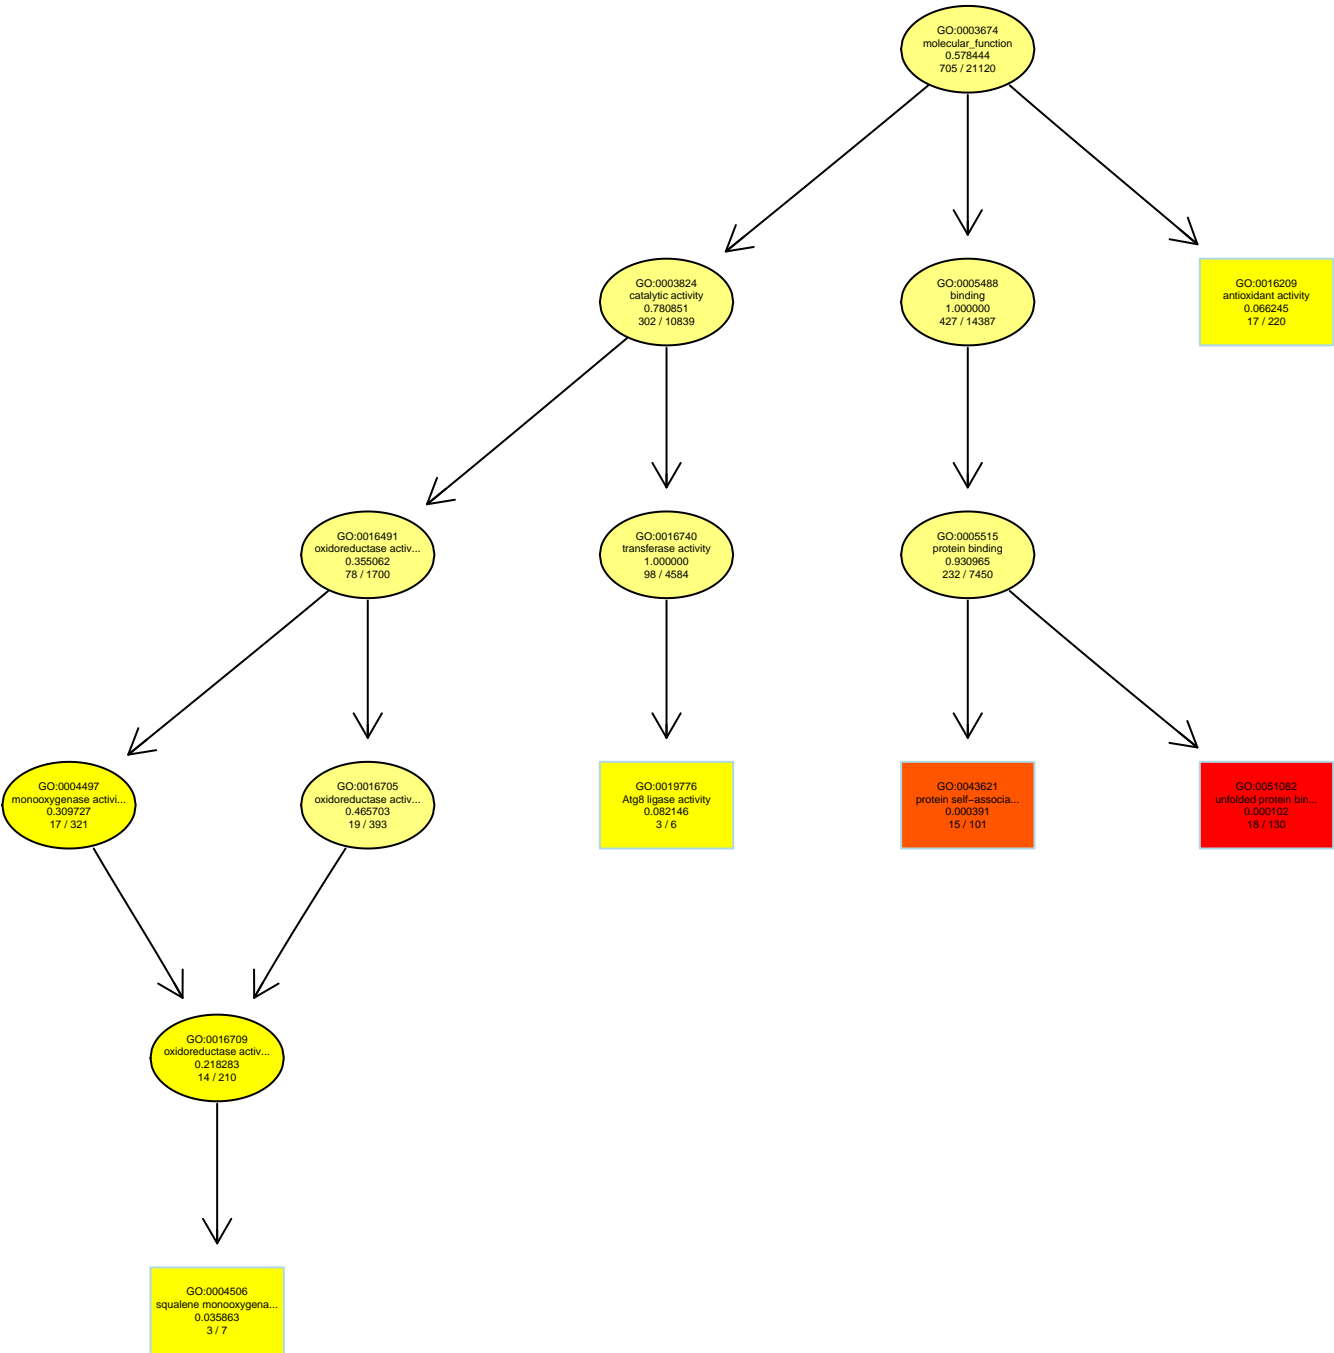 GO:0003674
molecular_function
0.578444
705 / 21120
GO:0003824
catalytic activity
0.780851
302 / 10839
GO:0005488
binding
1.000000
427 / 14387
GO:0016209
antioxidant activity
0.066245
17 / 220
GO:0016491
oxidoreductase activ...
0.355062
78 / 1700
GO:0016740
transferase activity
1.000000
98 / 4584
GO:0005515
protein binding
0.930965
232 / 7450
GO:0004497
monooxygenase activi...
0.309727
17 / 321
GO:0016705
oxidoreductase activ...
0.465703
19 / 393
GO:0019776
Atg8 ligase activity
0.082146
3 / 6
GO:0043621
protein self−associa...
0.000391
15 / 101
GO:0051082
unfolded protein bin...
0.000102
18 / 130
GO:0016709
oxidoreductase activ...
0.218283
14 / 210
GO:0004506
squalene monooxygena...
0.035863
3 / 7